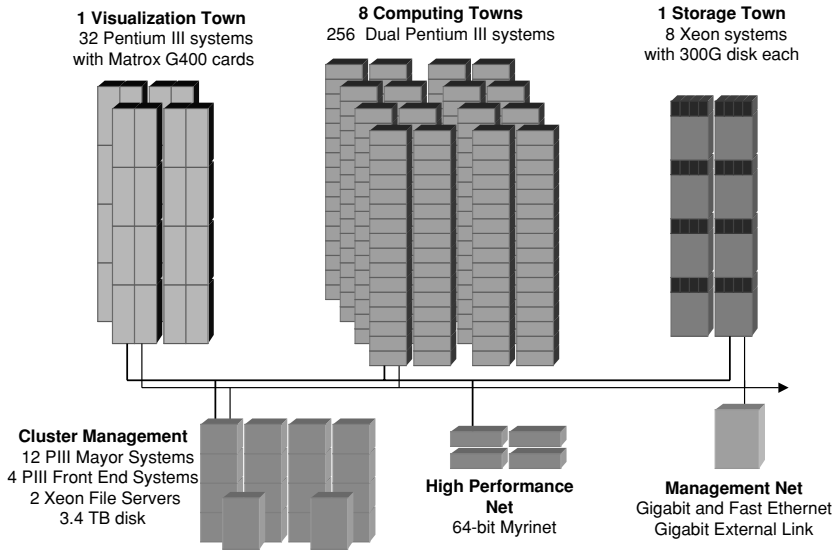 1 Visualization Town
32 Pentium III systems
with Matrox G400 cards
8 Computing Towns
256 Dual Pentium III systems
1 Storage Town
8 Xeon systems
with 300G disk each
Cluster Management
12 PIII Mayor Systems
4 PIII Front End Systems
2 Xeon File Servers
3.4 TB disk
High Performance
Net
64-bit Myrinet
Management Net
Gigabit and Fast Ethernet
Gigabit External Link